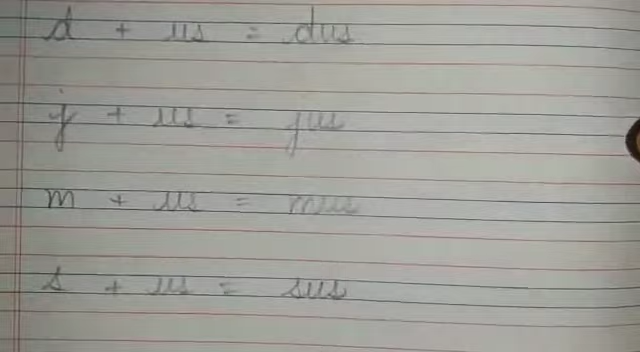 d + us = dus
j + us = jus
m + us = mus
s + us = sus